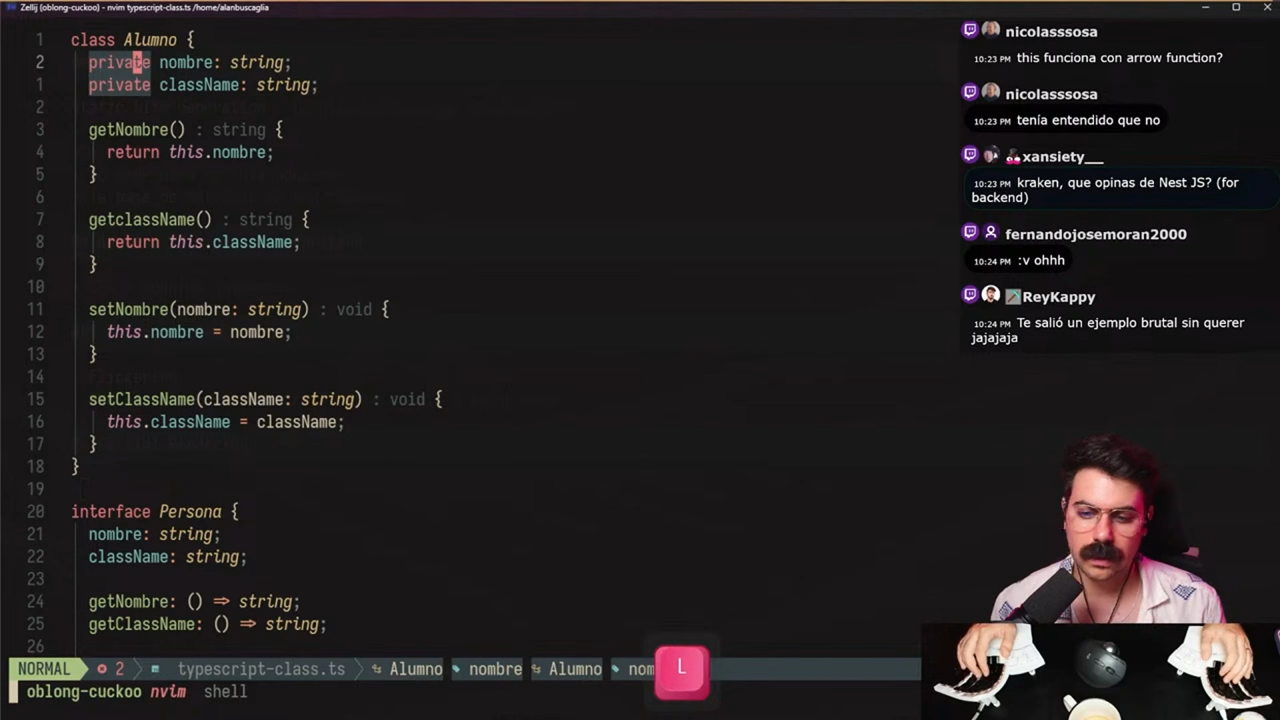 Zellij (oblong-cuckoo) - nvim typescript-class.ts /home/alanbuscaglia
1 class Alumno {
2 private nombre: string;
1 private className: string;
2
3 getNombre() : string {
4 return this.nombre;
5 }
6
7 getclassName() : string {
8 return this.className;
9 }
10
11 setNombre(nombre: string) : void {
12 this.nombre = nombre;
13 }
14
15 setClassName(className: string) : void {
16 this.className = className;
17 }
18 }
19
20 interface Persona {
21 nombre: string;
22 className: string;
23
24 getNombre: () ⇒ string;
25 getClassName: () ⇒ string;
26
NORMAL 2 typescript-class.ts Alumno nombre Alumno nom
oblong-cuckoo nvim shell
L
nicolasssosa
10:23 PM this funciona con arrow function?
nicolasssosa
10:23 PM tenía entendido que no
xansiety__
10:23 PM kraken, que opinas de Nest JS? (for
backend)
fernandojosemoran2000
10:24 PM :v ohhh
ReyKappy
10:24 PM Te salió un ejemplo brutal sin querer
jajajaja